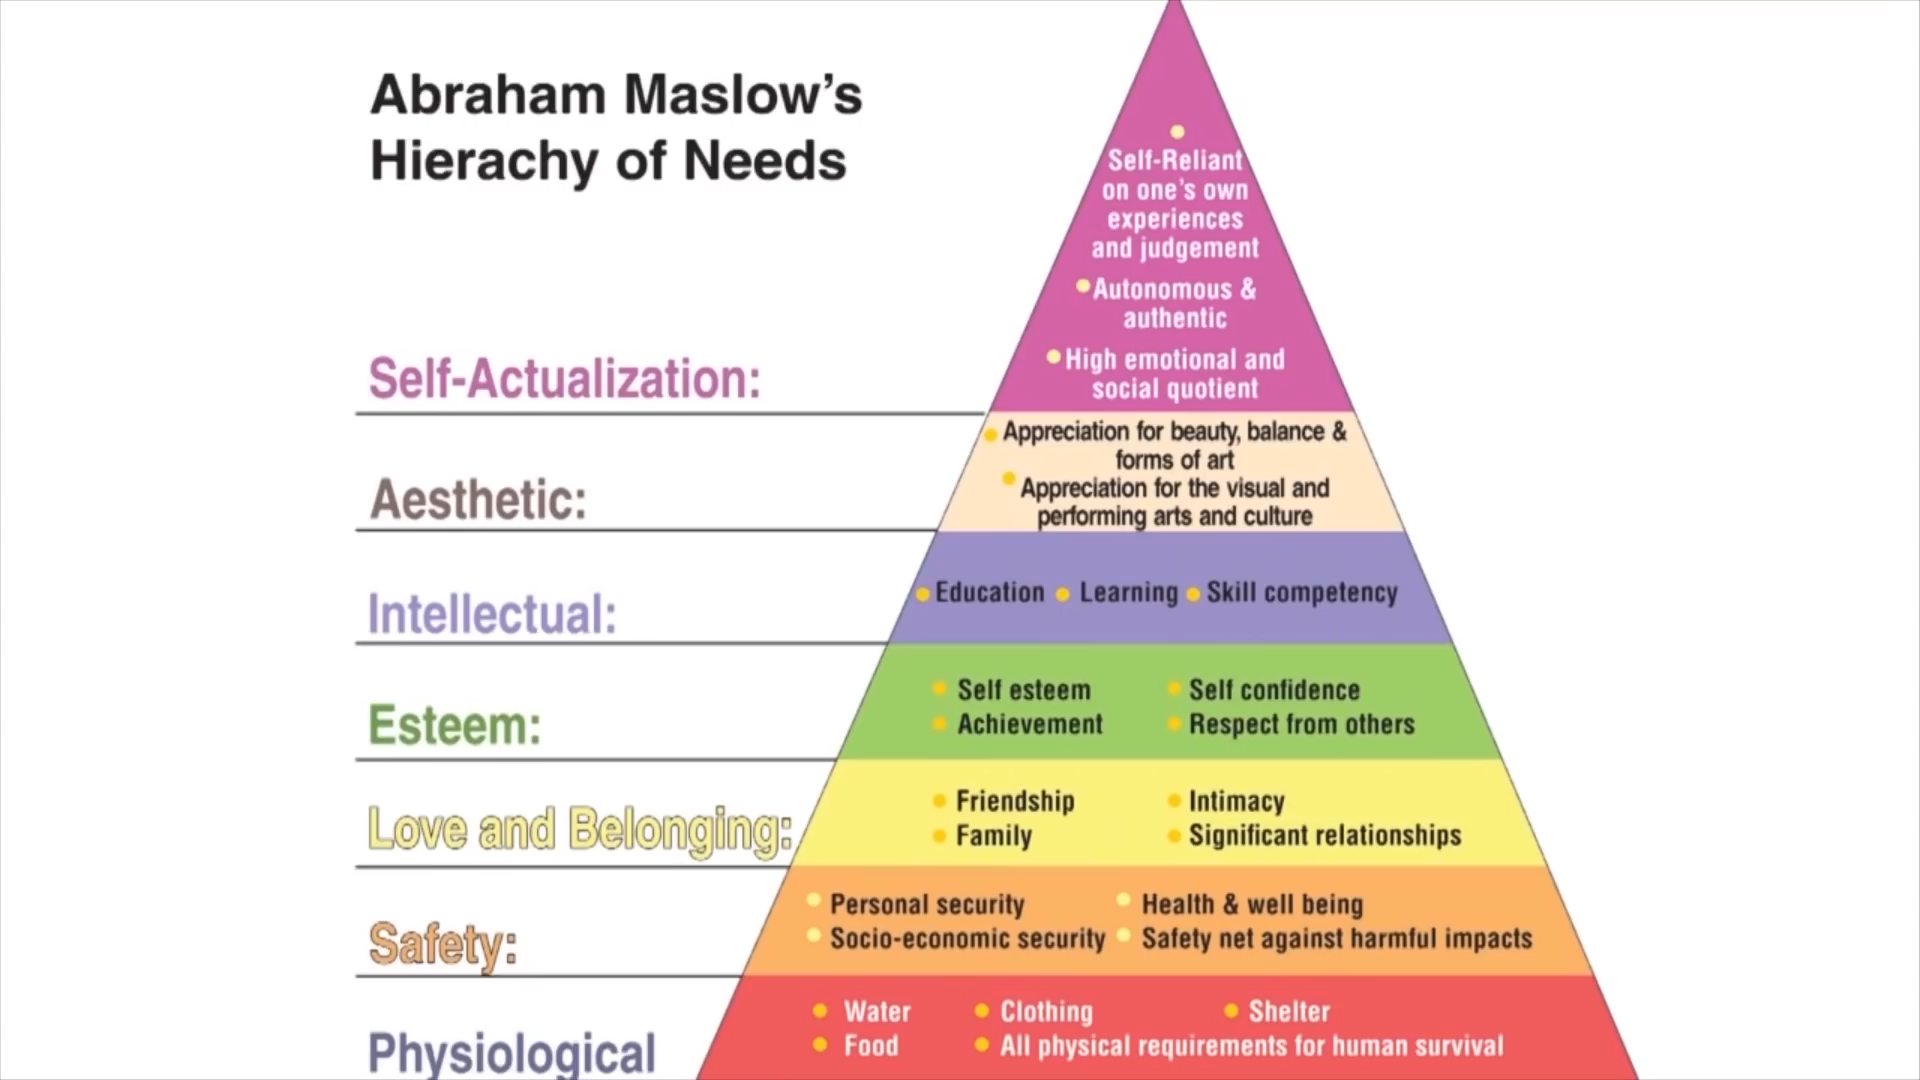 Abraham Maslow’s
Hierachy of Needs
Self-Reliant
on one’s own
experiences
and judgement
Autonomous &
authentic
High emotional and
social quotient
Self-Actualization:
Appreciation for beauty, balance &
forms of art
Appreciation for the visual and
performing arts and culture
Aesthetic:
Education Learning Skill competency
Intellectual:
Self esteem Self confidence
Achievement Respect from others
Esteem:
Friendship Intimacy
Family Significant relationships
Love and Belonging:
Personal security Health & well being
Socio-economic security Safety net against harmful impacts
Safety:
Water Clothing Shelter
Food All physical requirements for human survival
Physiological